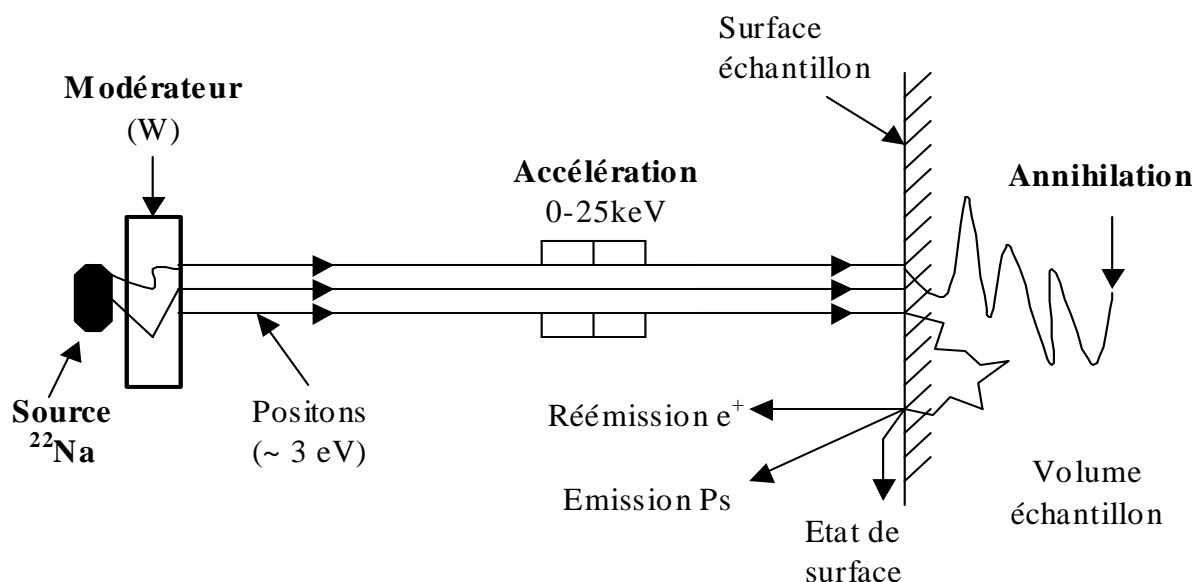 Surface
échantillon
Modérateur
(W)
Accélération
0-25keV
Annihilation
Source
²²Na
Positons
(~ 3 eV)
Réémission e⁺
Emission Ps
Etat de
surface
Volume
échantillon